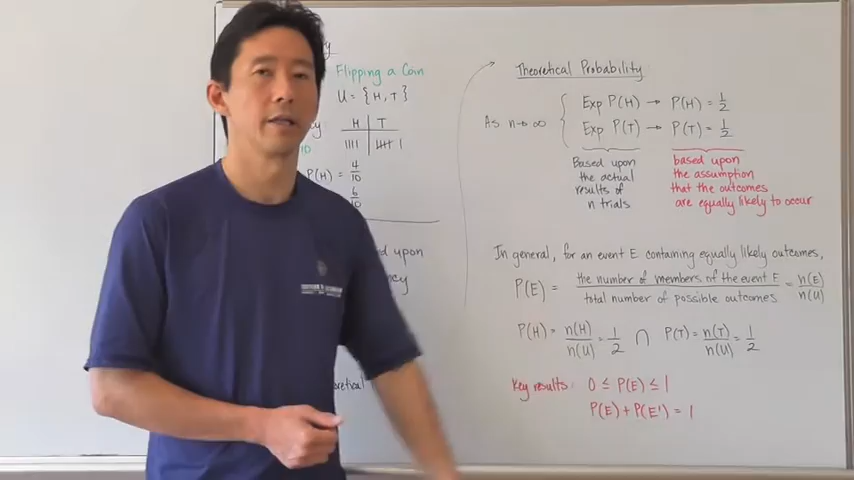 Flipping a Coin
U = {H, T}
H T
|||| |||| |
10
P(H) = 4/10
6/10
d upon
cy
retical
Theoretical Probability
As n→∞ { Exp P(H) → P(H) = 1/2
Exp P(T) → P(T) = 1/2
Based upon the actual results of n trials
based upon the assumption that the outcomes are equally likely to occur
In general, for an event E containing equally likely outcomes,
P(E) = the number of members of the event E / total number of possible outcomes = n(E)/n(U)
P(H) = n(H)/n(U) = 1/2 ∩ P(T) = n(T)/n(U) = 1/2
Key results: 0 ≤ P(E) ≤ 1
P(E) + P(E') = 1